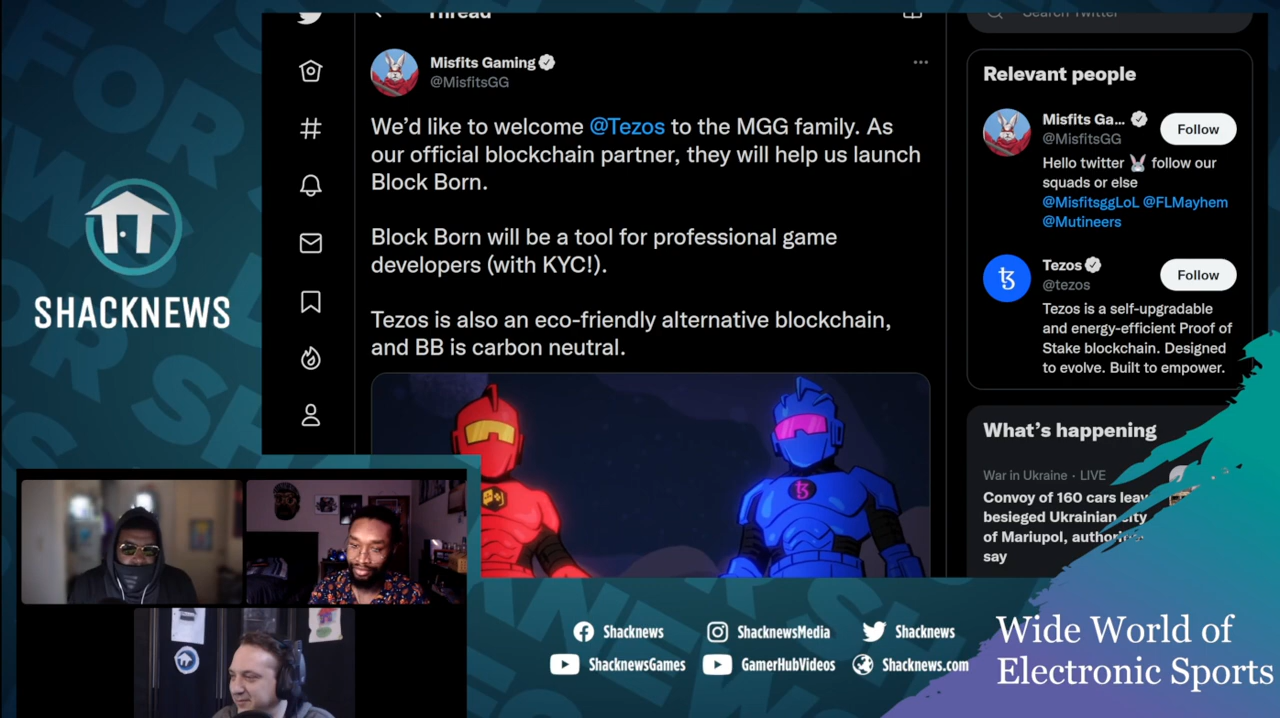 Thread
Search Twitter
Misfits Gaming
@MisfitsGG
We'd like to welcome @Tezos to the MGG family. As
our official blockchain partner, they will help us launch
Block Born.
Block Born will be a tool for professional game
developers (with KYC!).
Tezos is also an eco-friendly alternative blockchain,
and BB is carbon neutral.
Relevant people
Misfits Ga...
@MisfitsGG
Follow
Hello twitter 🐰 follow our
squads or else
@MisfitsggLoL @FLMayhem
@Mutineers
Tezos
@tezos
Follow
Tezos is a self-upgradable
and energy-efficient Proof of
Stake blockchain. Designed
to evolve. Built to empower.
What's happening
War in Ukraine · LIVE
Convoy of 160 cars leav
besieged Ukrainian city
of Mariupol,
say
SHACKNEWS
Shacknews
ShacknewsMedia
Shacknews
ShacknewsGames
GamerHubVideos
Shacknews.com
Wide World of
Electronic Sports